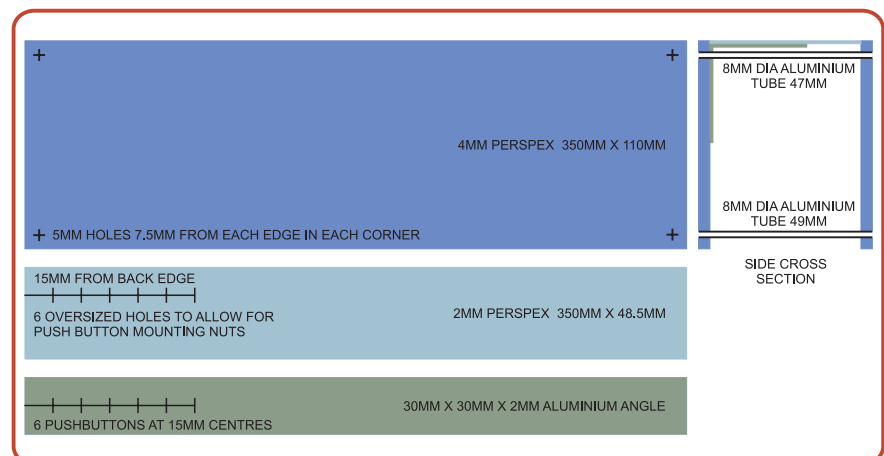 8MM DIA ALUMINIUM
TUBE 47MM
4MM PERSPEX 350MM X 110MM
8MM DIA ALUMINIUM
TUBE 49MM
5MM HOLES 7.5MM FROM EACH EDGE IN EACH CORNER
SIDE CROSS
SECTION
15MM FROM BACK EDGE
6 OVERSIZED HOLES TO ALLOW FOR
PUSH BUTTON MOUNTING NUTS
2MM PERSPEX 350MM X 48.5MM
30MM X 30MM X 2MM ALUMINIUM ANGLE
6 PUSHBUTTONS AT 15MM CENTRES